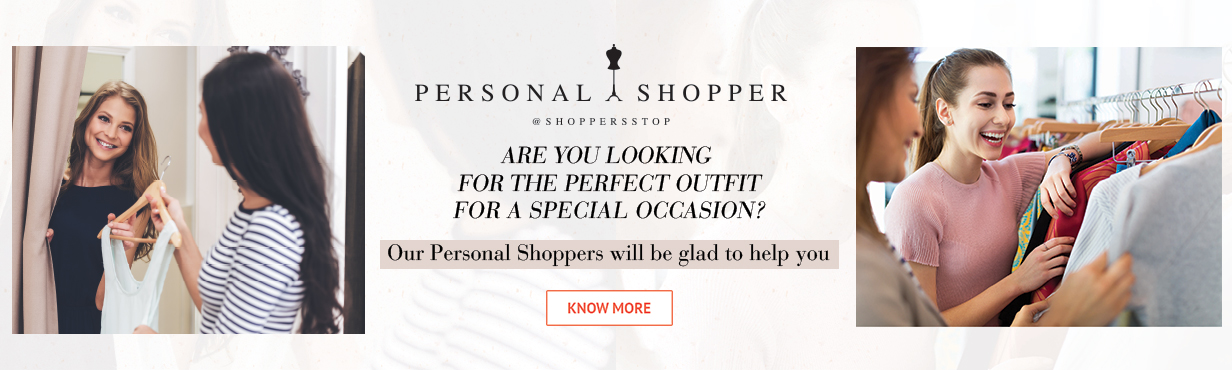 PERSONAL SHOPPER
@SHOPPERSSTOP
ARE YOU LOOKING
FOR THE PERFECT OUTFIT
FOR A SPECIAL OCCASION?
Our Personal Shoppers will be glad to help you
KNOW MORE